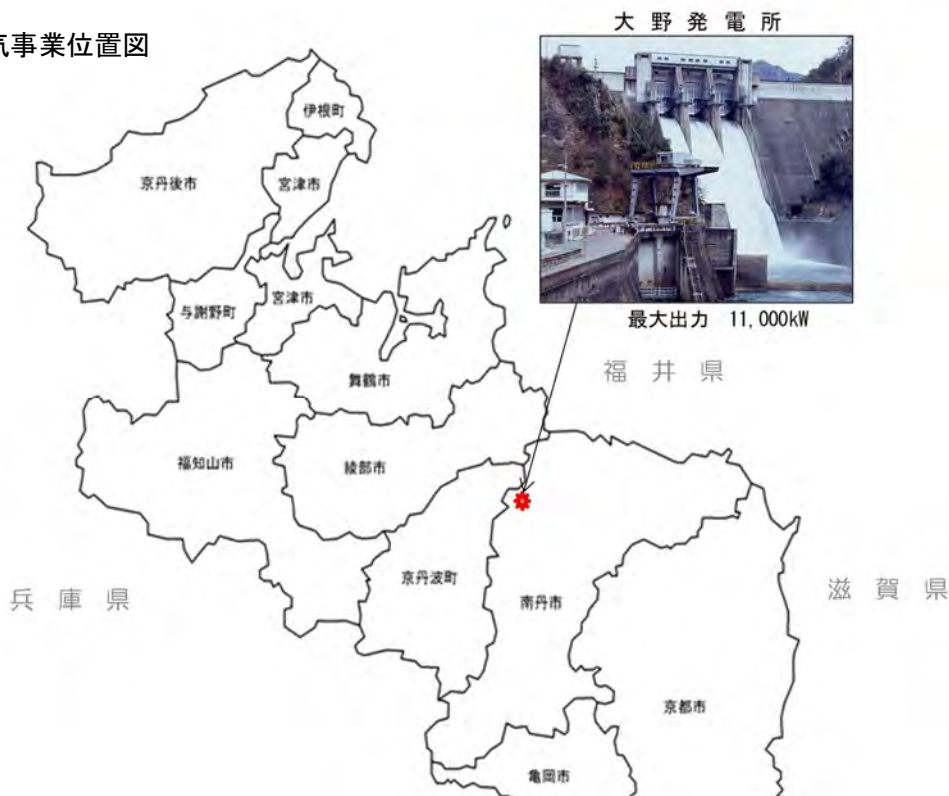 気事業位置図
大野発電所
最大出力 11,000kW
伊根町
京丹後市
宮津市
与謝野町
宮津市
舞鶴市
福井県
福知山市
綾部市
京丹波町
南丹市
兵庫県
滋賀県
京都市
亀岡市